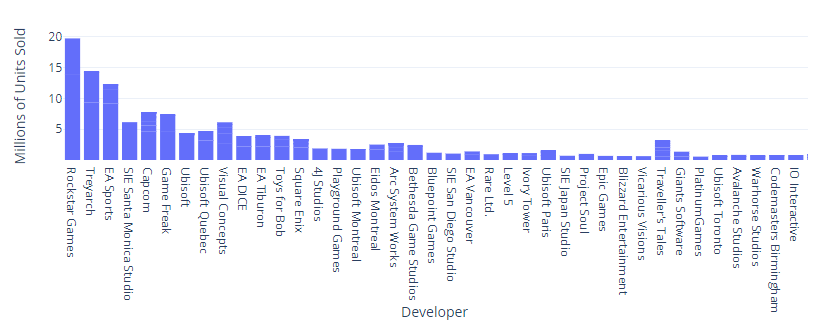 Millions of Units Sold
20
15
10
5
Rockstar Games
Treyarch
EA Sports
SIE Santa Monica Studio
Capcom
Game Freak
Ubisoft
Ubisoft Quebec
Visual Concepts
EA DICE
EA Tiburon
Toys for Bob
Square Enix
4J Studios
Playground Games
Ubisoft Montreal
Eidos Montreal
Arc System Works
Bethesda Game Studios
Bluepoint Games
SIE San Diego Studio
EA Vancouver
Rare Ltd.
Level 5
Ivory Tower
Ubisoft Paris
SIE Japan Studio
Project Soul
Epic Games
Blizzard Entertainment
Vicarious Visions
Traveller's Tales
Giants Software
PlatinumGames
Ubisoft Toronto
Avalanche Studios
Warhorse Studios
Codemasters Birmingham
IO Interactive
Developer